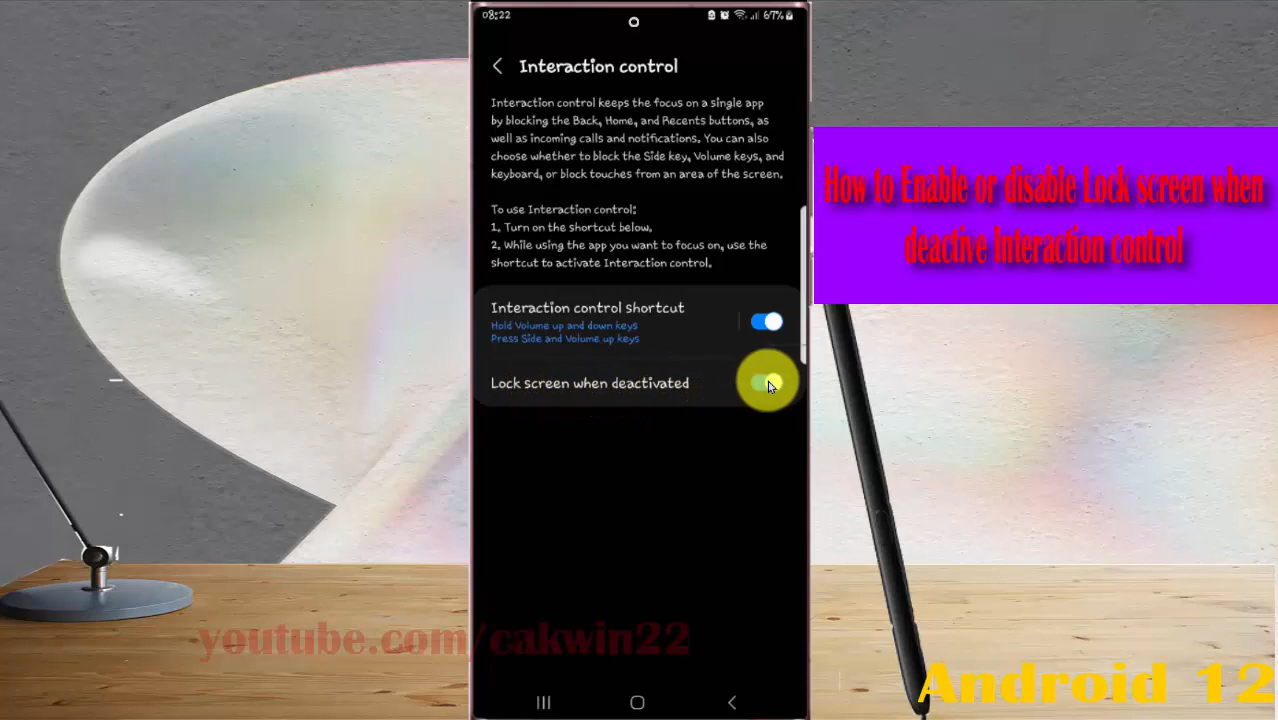 08:22
67%
Interaction control
Interaction control keeps the focus on a single app
by blocking the Back, Home, and Recents buttons, as
well as incoming calls and notifications. You can also
choose whether to block the Side key, Volume keys, and
keyboard, or block touches from an area of the screen.
To use Interaction control:
1. Turn on the shortcut below.
2. While using the app you want to focus on, use the
shortcut to activate Interaction control.
Interaction control shortcut
Hold Volume up and down keys
Press Side and Volume up keys
Lock screen when deactivated
How to Enable or disable Lock screen when
deactive interaction control
youtube.com/cakwin22
Android 12